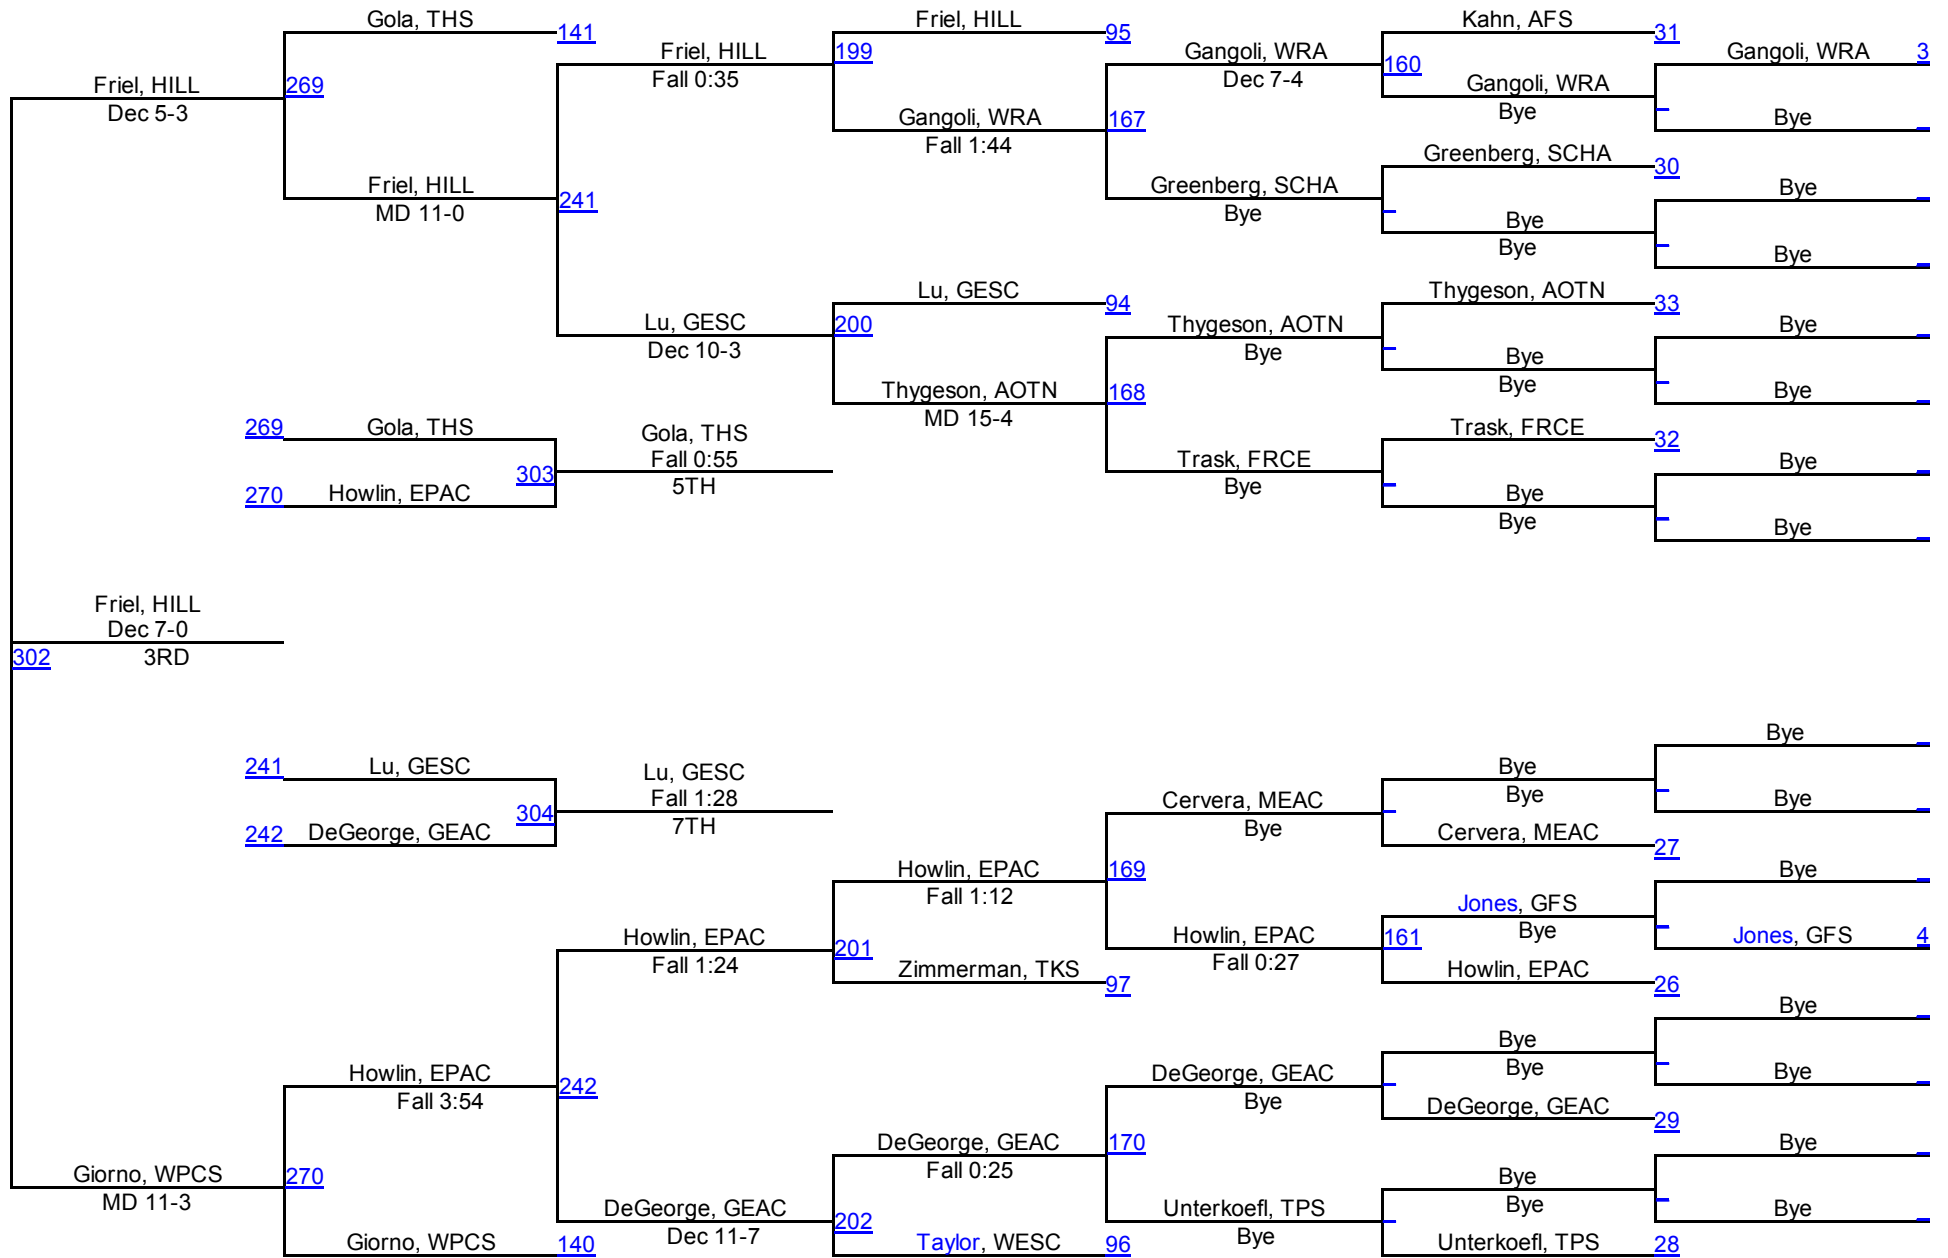 Gola, THS
141
Friel, HILL
95
Kahn, AFS
31
Friel, HILL
Fall 0:35
199
Gangoli, WRA
Dec 7-4
160
Gangoli, WRA
3
Friel, HILL
Dec 5-3
269
Gangoli, WRA
Bye
Gangoli, WRA
Fall 1:44
167
Bye
Greenberg, SCHA
30
Friel, HILL
MD 11-0
241
Greenberg, SCHA
Bye
Bye
Bye
Bye
Bye
Lu, GESC
94
Thygeson, AOTN
33
Lu, GESC
Dec 10-3
200
Thygeson, AOTN
Bye
Bye
Bye
Bye
Thygeson, AOTN
MD 15-4
168
Bye
269
Gola, THS
Gola, THS
Fall 0:55
5TH
Trask, FRCE
32
303
270
Howlin, EPAC
Trask, FRCE
Bye
Bye
Bye
Bye
Bye
Friel, HILL
Dec 7-0
302
3RD
Bye
241
Lu, GESC
Lu, GESC
Fall 1:28
7TH
Bye
Bye
304
242
DeGeorge, GEAC
Cervera, MEAC
Bye
Bye
Cervera, MEAC
27
Howlin, EPAC
Fall 1:12
169
Bye
Jones, GFS
Bye
Howlin, EPAC
Fall 1:24
201
Howlin, EPAC
Fall 0:27
161
Jones, GFS
4
Zimmerman, TKS
97
Howlin, EPAC
26
Bye
Bye
Bye
Howlin, EPAC
Fall 3:54
242
DeGeorge, GEAC
Bye
Bye
DeGeorge, GEAC
29
DeGeorge, GEAC
Fall 0:25
170
Bye
Giorno, WPCS
MD 11-3
270
Bye
Bye
DeGeorge, GEAC
Dec 11-7
202
Unterkoefl, TPS
Bye
Bye
Giorno, WPCS
140
Taylor, WESC
96
Unterkoefl, TPS
28